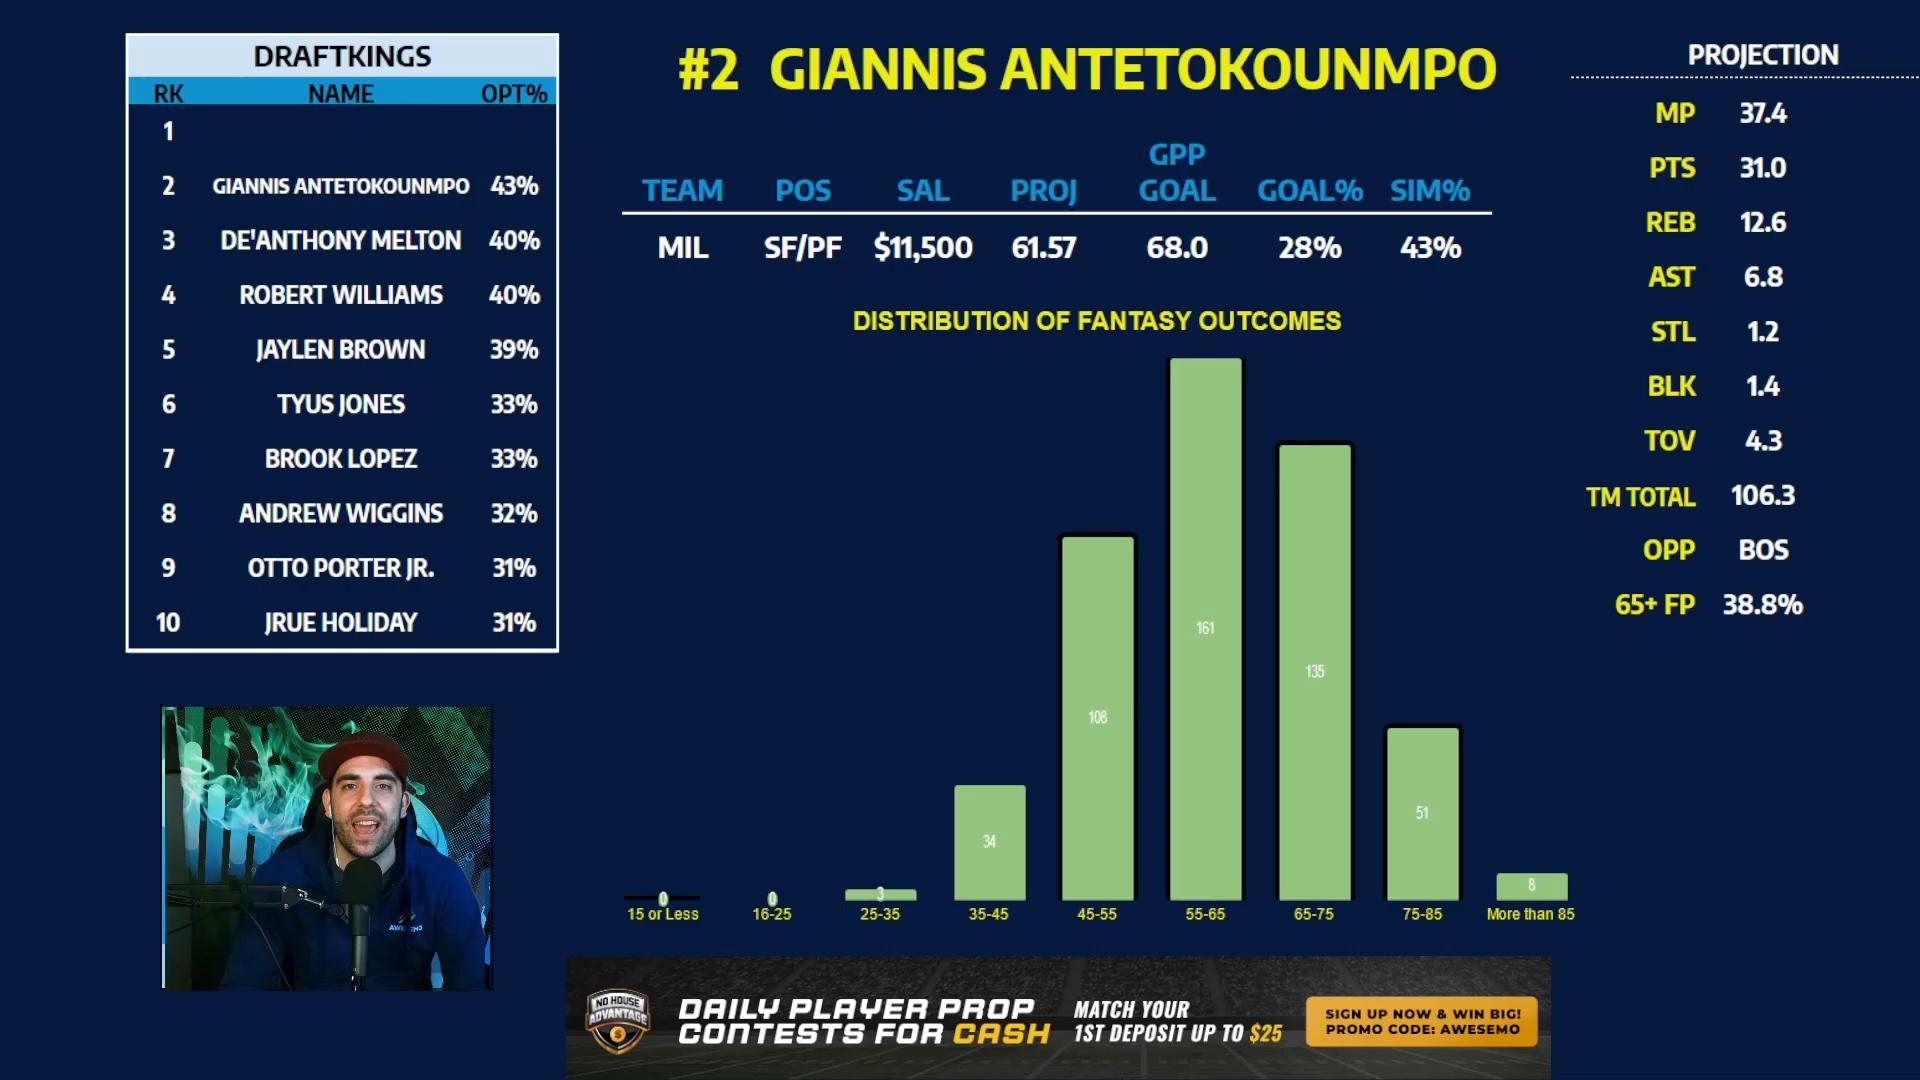 DRAFTKINGS
RK NAME OPT%
1
2 GIANNIS ANTETOKOUNMPO 43%
3 DE'ANTHONY MELTON 40%
4 ROBERT WILLIAMS 40%
5 JAYLEN BROWN 39%
6 TYUS JONES 33%
7 BROOK LOPEZ 33%
8 ANDREW WIGGINS 32%
9 OTTO PORTER JR. 31%
10 JRUE HOLIDAY 31%
#2 GIANNIS ANTETOKOUNMPO
TEAM POS SAL PROJ GPP GOAL GOAL% SIM%
MIL SF/PF $11,500 61.57 68.0 28% 43%
DISTRIBUTION OF FANTASY OUTCOMES
0 0 3 34 108 161 135 51 8
15 or Less 16-25 25-35 35-45 45-55 55-65 65-75 75-85 More than 85
PROJECTION
MP 37.4
PTS 31.0
REB 12.6
AST 6.8
STL 1.2
BLK 1.4
TOV 4.3
TM TOTAL 106.3
OPP BOS
65+ FP 38.8%
AWESEMO
NO HOUSE
ADVANTAGE
DAILY PLAYER PROP
CONTESTS FOR CASH
MATCH YOUR
1ST DEPOSIT UP TO $25
SIGN UP NOW & WIN BIG!
PROMO CODE: AWESEMO